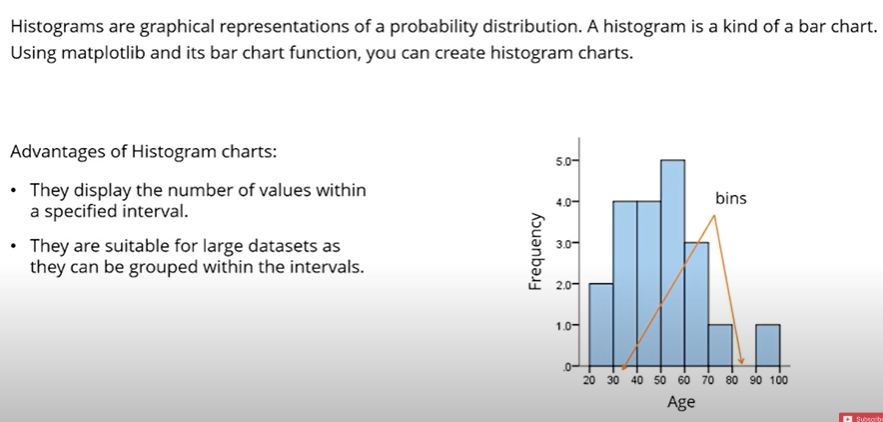 Histograms are graphical representations of a probability distribution. A histogram is a kind of a bar chart.
Using matplotlib and its bar chart function, you can create histogram charts.
Advantages of Histogram charts:
• They display the number of values within
a specified interval.
• They are suitable for large datasets as
they can be grouped within the intervals.
bins
Frequency
5.0
4.0
3.0
2.0
1.0
.0
20 30 40 50 60 70 80 90 100
Age
Subscribe